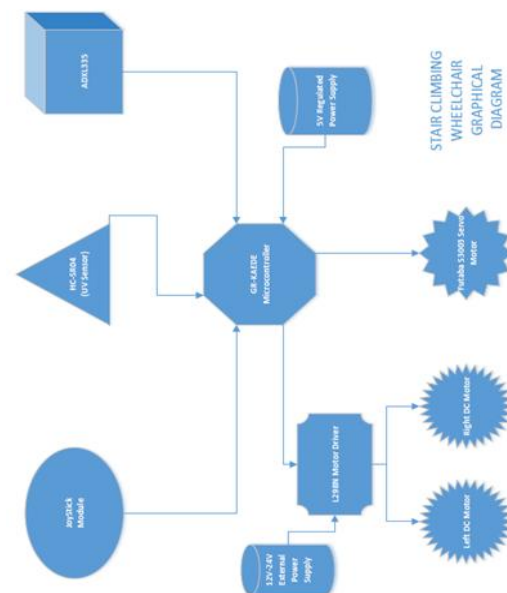 STAIR CLIMBING
WHEELCHAIR
GRAPHICAL
DIAGRAM
JoyStick
Module
HC-SR04
(UV Sensor)
ADXL335
GR-KAEDE
Microcontroller
5V Regulated
Power Supply
12V-24V
External
Power
Supply
L298N Motor Driver
Left DC Motor
Right DC Motor
Futaba S3003 Servo
Motor